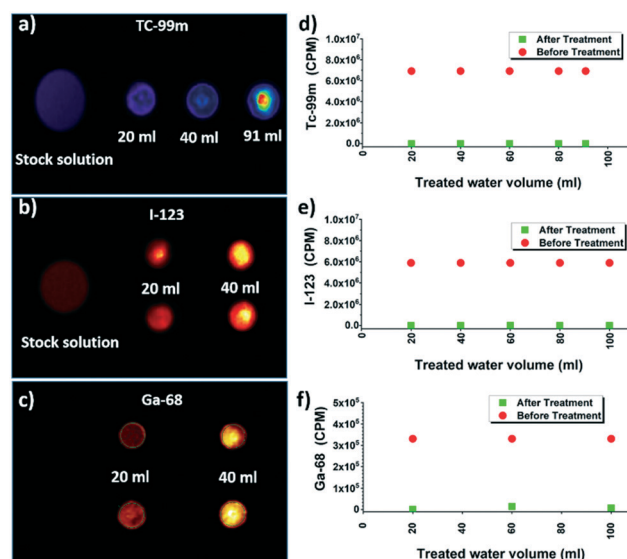 a)
TC-99m
20 ml
40 ml
91 ml
Stock solution
b)
I-123
20 ml
40 ml
Stock solution
c)
Ga-68
20 ml
40 ml
d)
After Treatment
Before Treatment
Tc-99m (CPM)
1.0x10⁷
8.0x10⁶
6.0x10⁶
4.0x10⁶
2.0x10⁶
0.0
0
20
40
60
80
100
Treated water volume (ml)
e)
After Treatment
Before Treatment
I-123 (CPM)
1.0x10⁷
8.0x10⁶
6.0x10⁶
4.0x10⁶
2.0x10⁶
0.0
0
20
40
60
80
100
Treated water volume (ml)
f)
After Treatment
Before Treatment
Ga-68 (CPM)
5x10⁵
4x10⁵
3x10⁵
2x10⁵
1x10⁵
0
0
20
40
60
80
100
Treated water volume (ml)